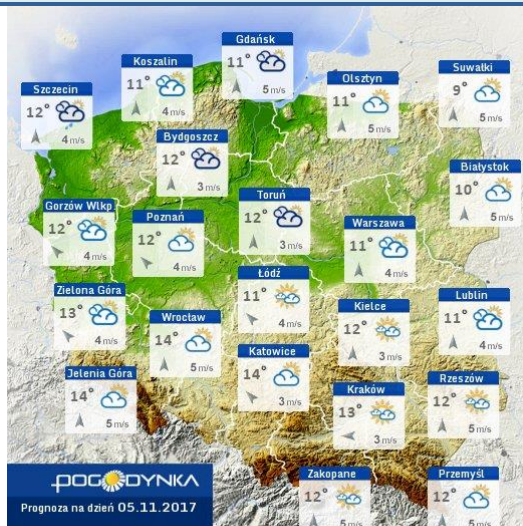 Gdańsk
11°
5 m/s
Koszalin
11°
4 m/s
Suwałki
9°
5 m/s
Olsztyn
11°
5 m/s
Szczecin
12°
4 m/s
Bydgoszcz
12°
3 m/s
Białystok
10°
5 m/s
Toruń
12°
3 m/s
Gorzów Wlkp
12°
4 m/s
Poznań
12°
4 m/s
Warszawa
11°
4 m/s
Łódź
11°
4 m/s
Zielona Góra
13°
4 m/s
Lublin
11°
4 m/s
Kielce
12°
3 m/s
Wrocław
14°
5 m/s
Katowice
14°
3 m/s
Jelenia Góra
14°
5 m/s
Rzeszów
12°
5 m/s
Kraków
13°
3 m/s
Zakopane
12°
5 m/s
Przemyśl
12°
5 m/s
POGODYNKA
Prognoza na dzień 05.11.2017